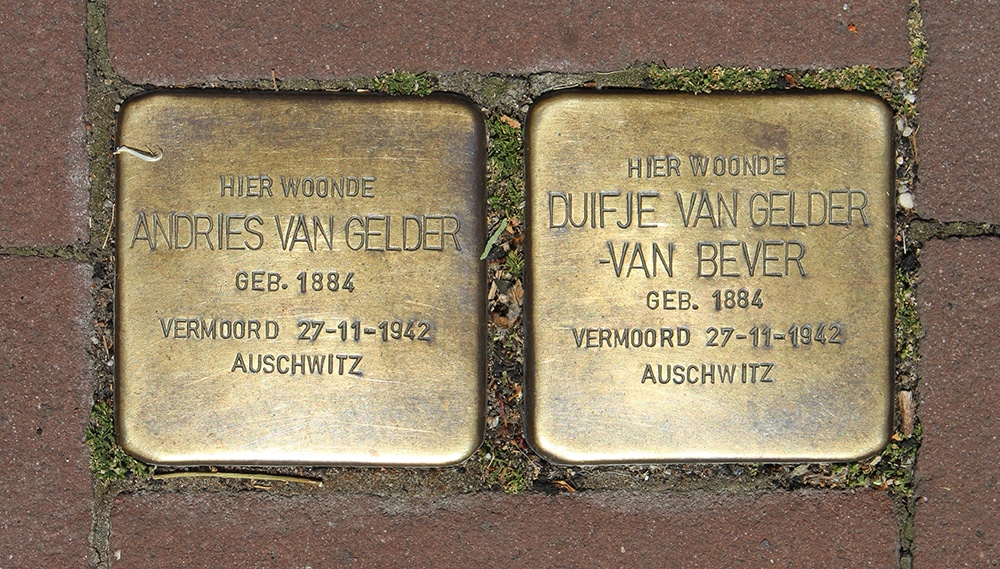 HIER WOONDE
ANDRIES VAN GELDER
GEB. 1884
VERMOORD 27-11-1942
AUSCHWITZ
HIER WOONDE
DUIFJE VAN GELDER
-VAN BEVER
GEB. 1884
VERMOORD 27-11-1942
AUSCHWITZ